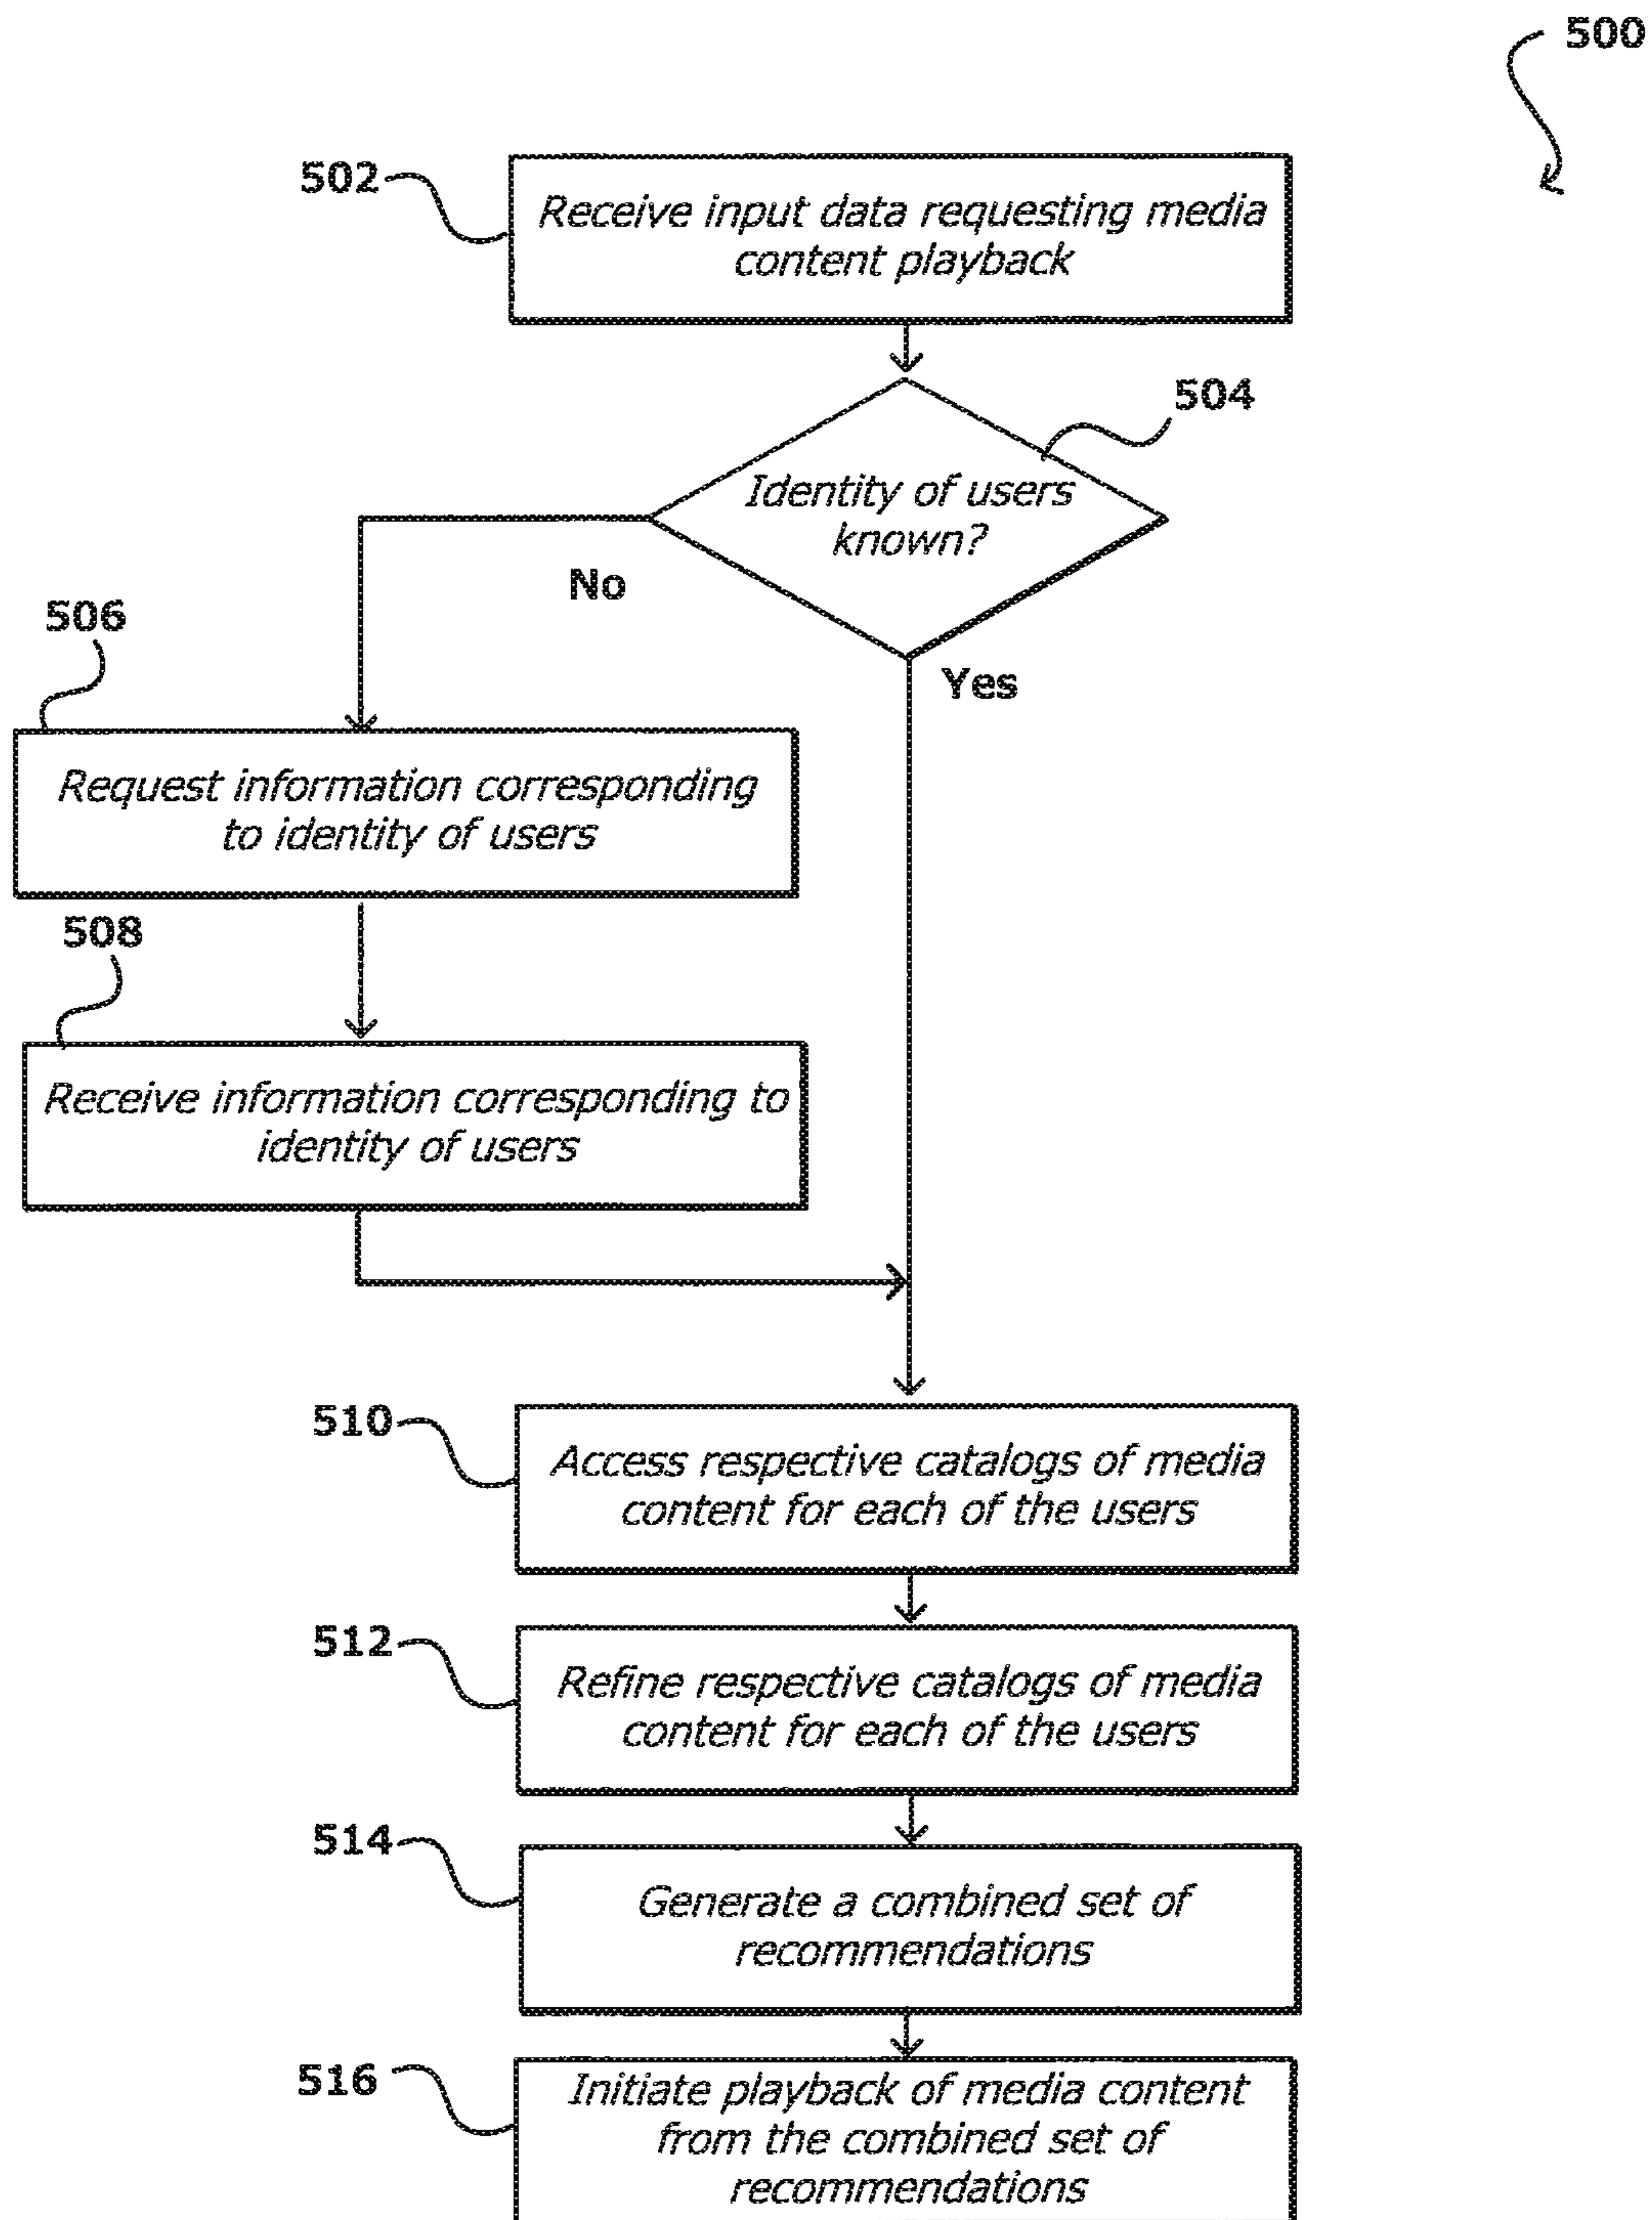 500
502
Receive input data requesting media
content playback
504
Identity of users
known?
No
Yes
506
Request information corresponding
to identity of users
508
Receive information corresponding to
identity of users
510
Access respective catalogs of media
content for each of the users
512
Refine respective catalogs of media
content for each of the users
514
Generate a combined set of
recommendations
516
Initiate playback of media content
from the combined set of
recommendations